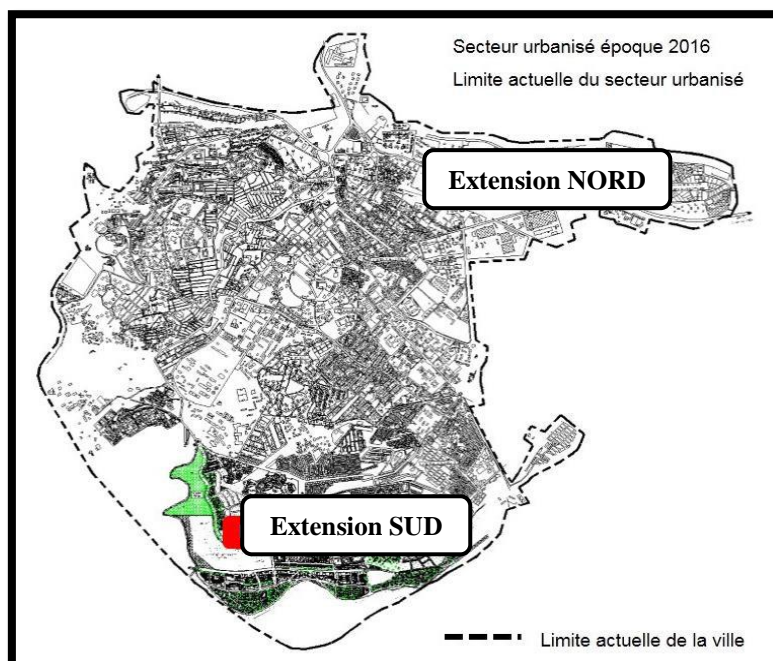 Secteur urbanisé époque 2016
Limite actuelle du secteur urbanisé
Extension NORD
Extension SUD
Limite actuelle de la ville